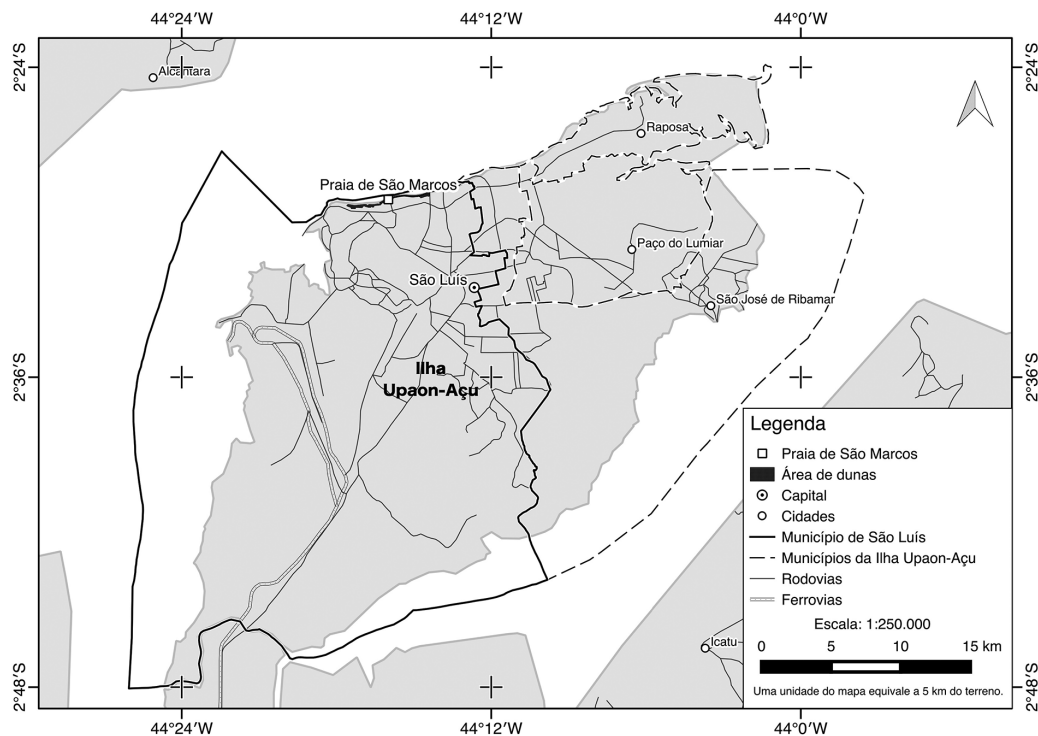 44°24′W 44°12′W 44°0′W
2°24′S 2°24′S
Alcântara
Raposa
Praia de São Marcos
Paço do Lumiar
São Luís
São José de Ribamar
Ilha
Upaon-Açu
2°36′S 2°36′S
Legenda
Praia de São Marcos
Área de dunas
Capital
Cidades
Município de São Luís
Municípios da Ilha Upaon-Açu
Rodovias
Ferrovias
Escala: 1:250.000
0 5 10 15 km
Uma unidade do mapa equivale a 5 km do terreno.
Icatu
2°48′S 2°48′S
44°24′W 44°12′W 44°0′W